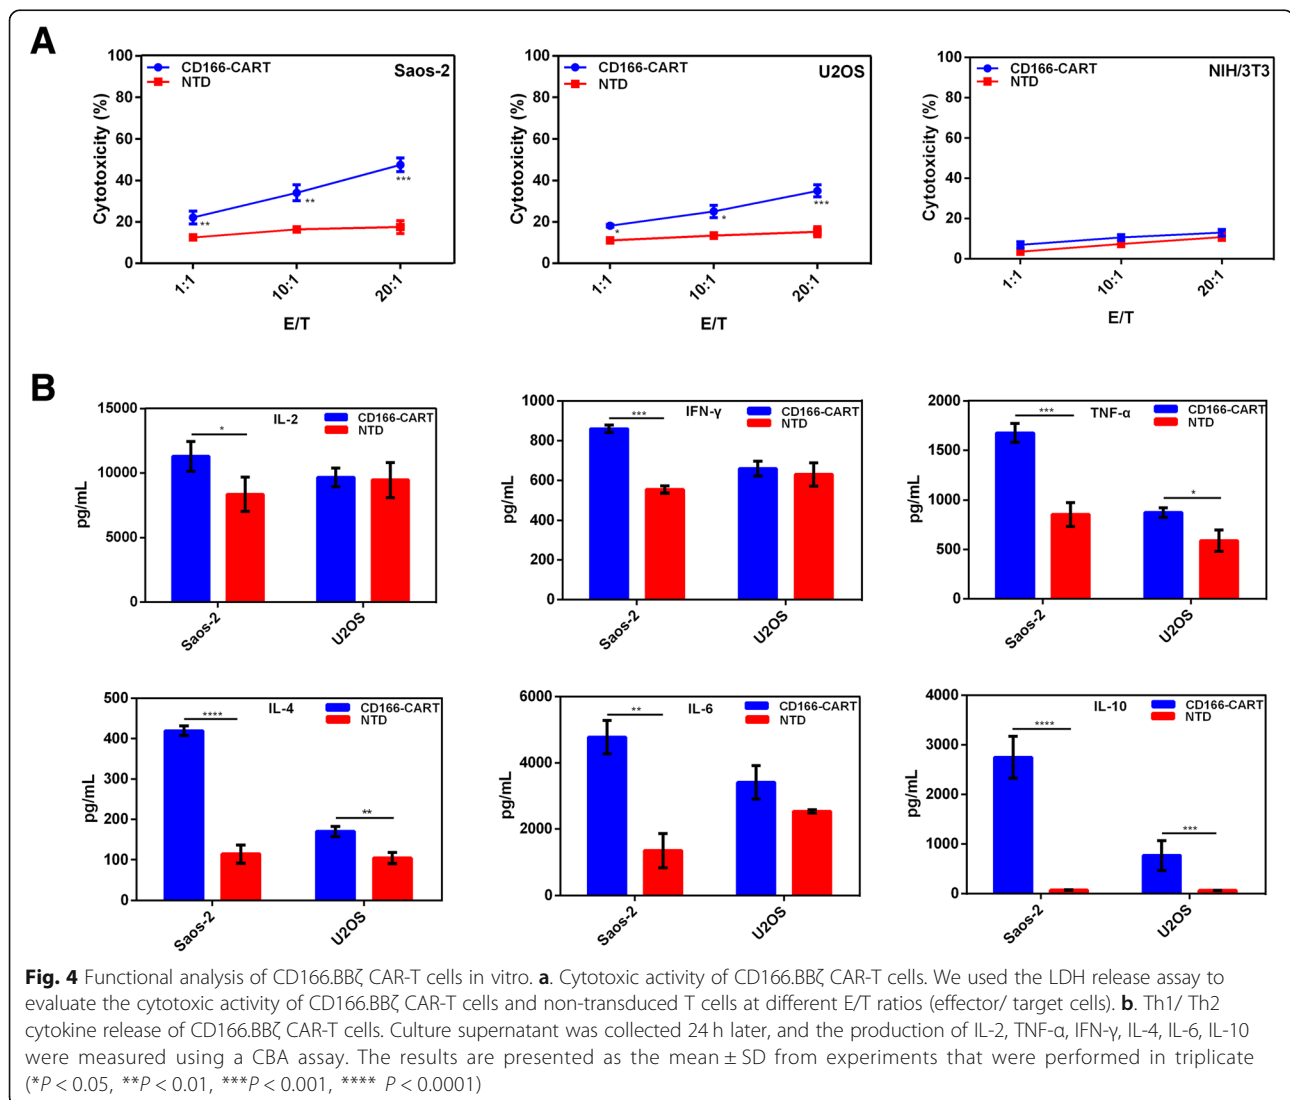 A
100
80
60
40
20
0
Cytotoxicity (%)
CD166-CART
NTD
Saos-2
**
**
***
1:1
10:1
20:1
E/T
100
80
60
40
20
0
Cytotoxicity (%)
CD166-CART
NTD
U2OS
*
*
***
1:1
10:1
20:1
E/T
100
80
60
40
20
0
Cytotoxicity (%)
CD166-CART
NTD
NIH/3T3
1:1
10:1
20:1
E/T
B
15000
10000
5000
0
pg/mL
IL-2
CD166-CART
NTD
*
Saos-2
U2OS
1000
800
600
400
200
0
pg/mL
IFN-γ
CD166-CART
NTD
***
Saos-2
U2OS
2000
1500
1000
500
0
pg/mL
TNF-α
CD166-CART
NTD
***
*
Saos-2
U2OS
500
400
300
200
100
0
pg/mL
IL-4
CD166-CART
NTD
****
**
Saos-2
U2OS
6000
4000
2000
0
pg/mL
IL-6
CD166-CART
NTD
**
Saos-2
U2OS
4000
3000
2000
1000
0
pg/mL
IL-10
CD166-CART
NTD
****
***
Saos-2
U2OS
Fig. 4 Functional analysis of CD166.BBζ CAR-T cells in vitro. a. Cytotoxic activity of CD166.BBζ CAR-T cells. We used the LDH release assay to
evaluate the cytotoxic activity of CD166.BBζ CAR-T cells and non-transduced T cells at different E/T ratios (effector/ target cells). b. Th1/ Th2
cytokine release of CD166.BBζ CAR-T cells. Culture supernatant was collected 24 h later, and the production of IL-2, TNF-α, IFN-γ, IL-4, IL-6, IL-10
were measured using a CBA assay. The results are presented as the mean ± SD from experiments that were performed in triplicate
(*P < 0.05, **P < 0.01, ***P < 0.001, **** P < 0.0001)